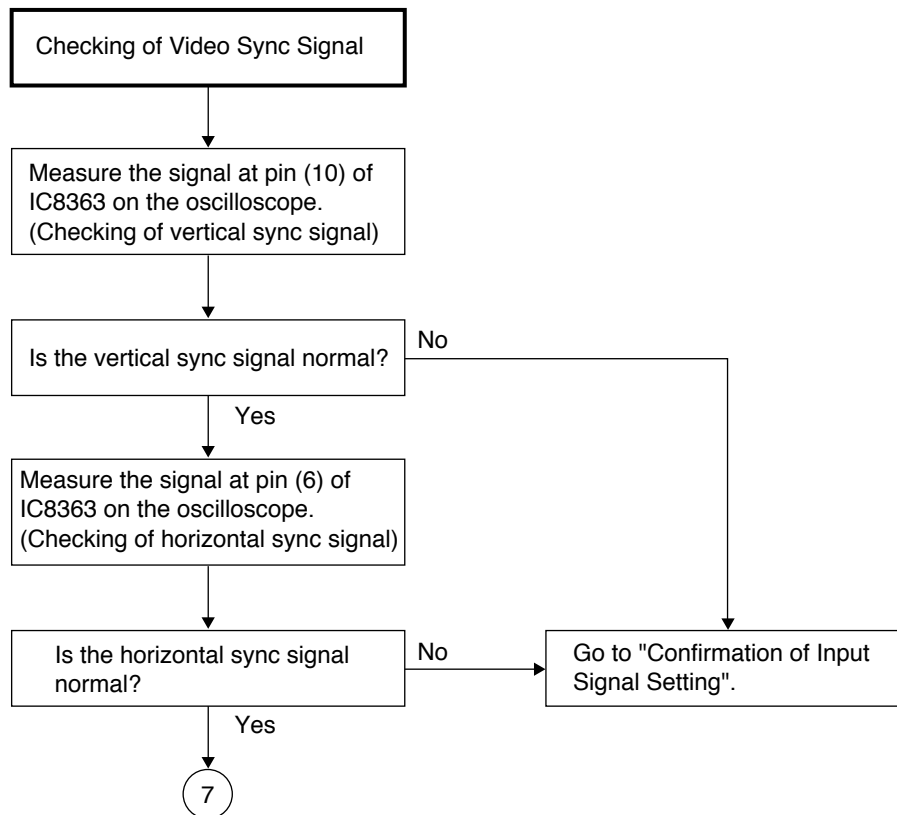 Checking of Video Sync Signal
Measure the signal at pin (10) of
IC8363 on the oscilloscope.
(Checking of vertical sync signal)
Is the vertical sync signal normal?
No
Yes
Measure the signal at pin (6) of
IC8363 on the oscilloscope.
(Checking of horizontal sync signal)
Is the horizontal sync signal
normal?
No
Go to "Confirmation of Input
Signal Setting".
Yes
7